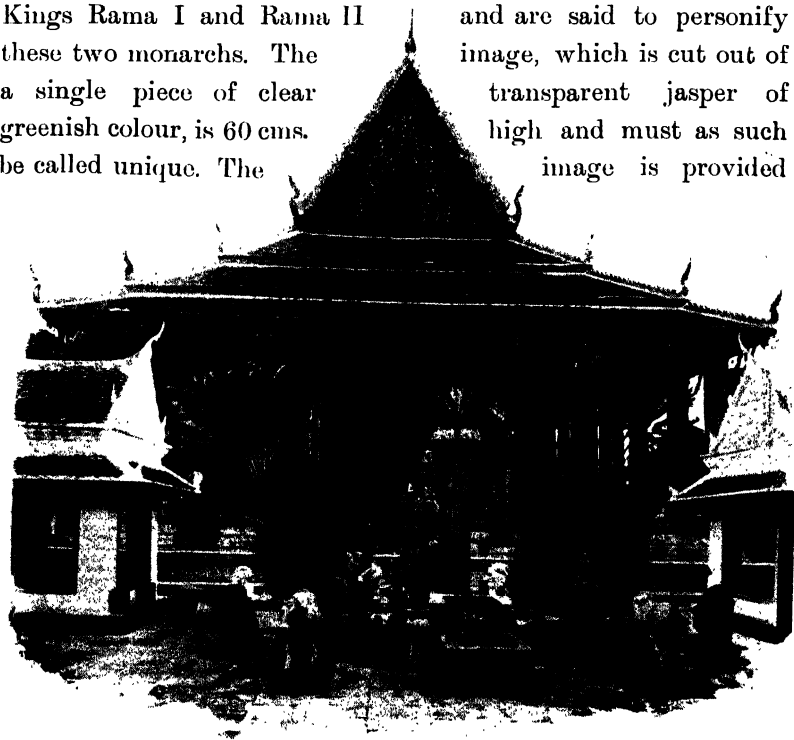 Kings Rama I and Rama II and are said to personify
these two monarchs. The image, which is cut out of
a single piece of clear transparent jasper of
greenish colour, is 60 cms. high and must as such
be called unique. The image is provided